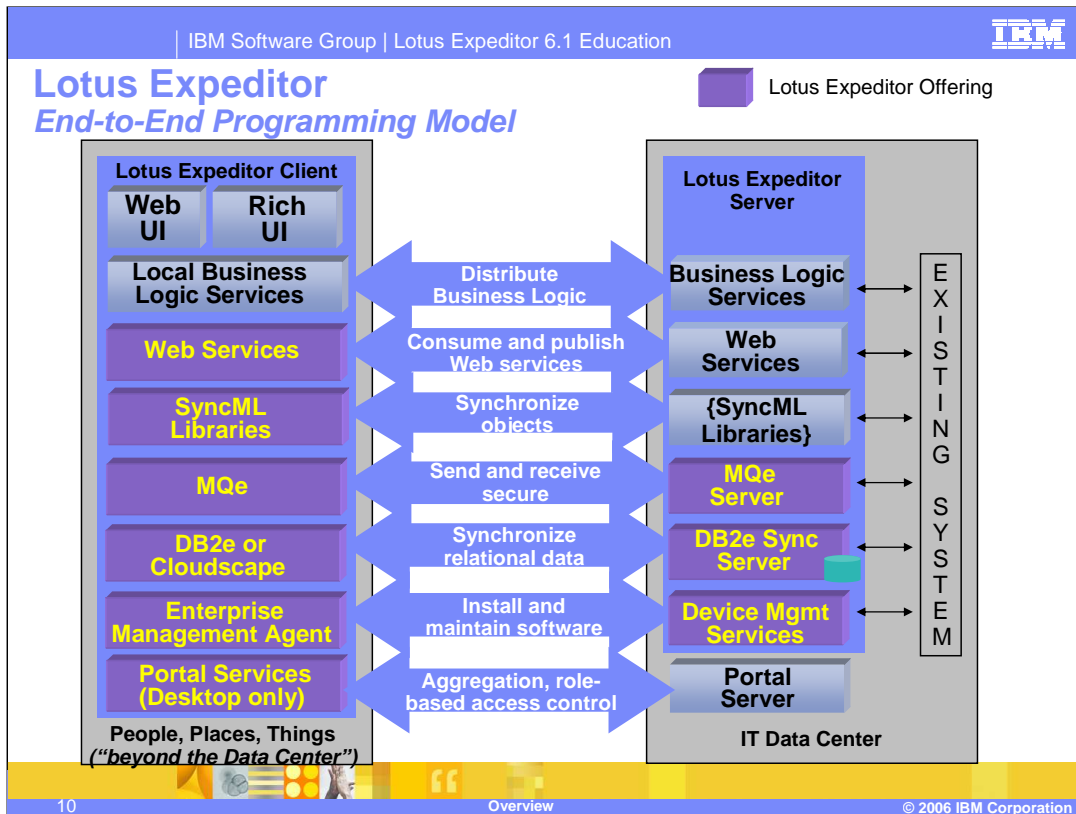 IBM Software Group | Lotus Expeditor 6.1 Education
IBM
Lotus Expeditor
End-to-End Programming Model
Lotus Expeditor Offering
Lotus Expeditor Client
Web
UI
Rich
UI
Local Business
Logic Services
Web Services
SyncML
Libraries
MQe
DB2e or
Cloudscape
Enterprise
Management Agent
Portal Services
(Desktop only)
People, Places, Things
(“beyond the Data Center”)
Distribute
Business Logic
Consume and publish
Web services
Synchronize
objects
Send and receive
secure
Synchronize
relational data
Install and
maintain software
Aggregation, role-
based access control
Lotus Expeditor
Server
Business Logic
Services
Web
Services
{SyncML
Libraries}
MQe
Server
DB2e Sync
Server
Device Mgmt
Services
Portal
Server
IT Data Center
EXISTING SYSTEM
10
Overview
© 2006 IBM Corporation